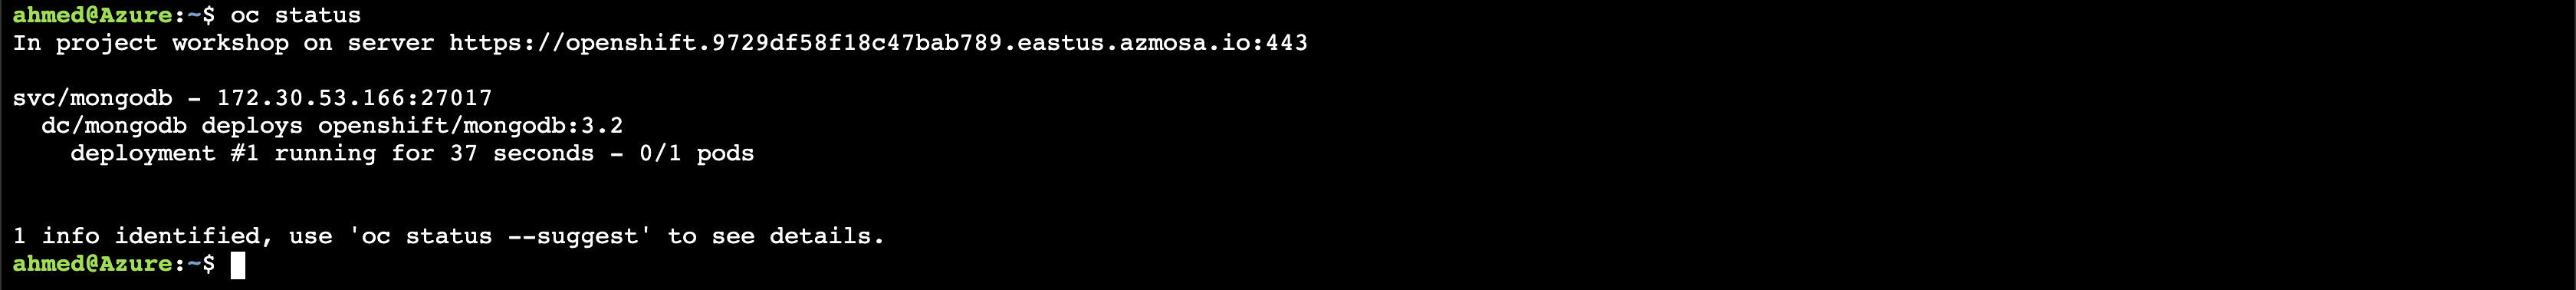 ahmed@Azure:~$ oc status
In project workshop on server https://openshift.9729df58f18c47bab789.eastus.azmosa.io:443
svc/mongodb - 172.30.53.166:27017
dc/mongodb deploys openshift/mongodb:3.2
deployment #1 running for 37 seconds - 0/1 pods
1 info identified, use 'oc status --suggest' to see details.
ahmed@Azure:~$